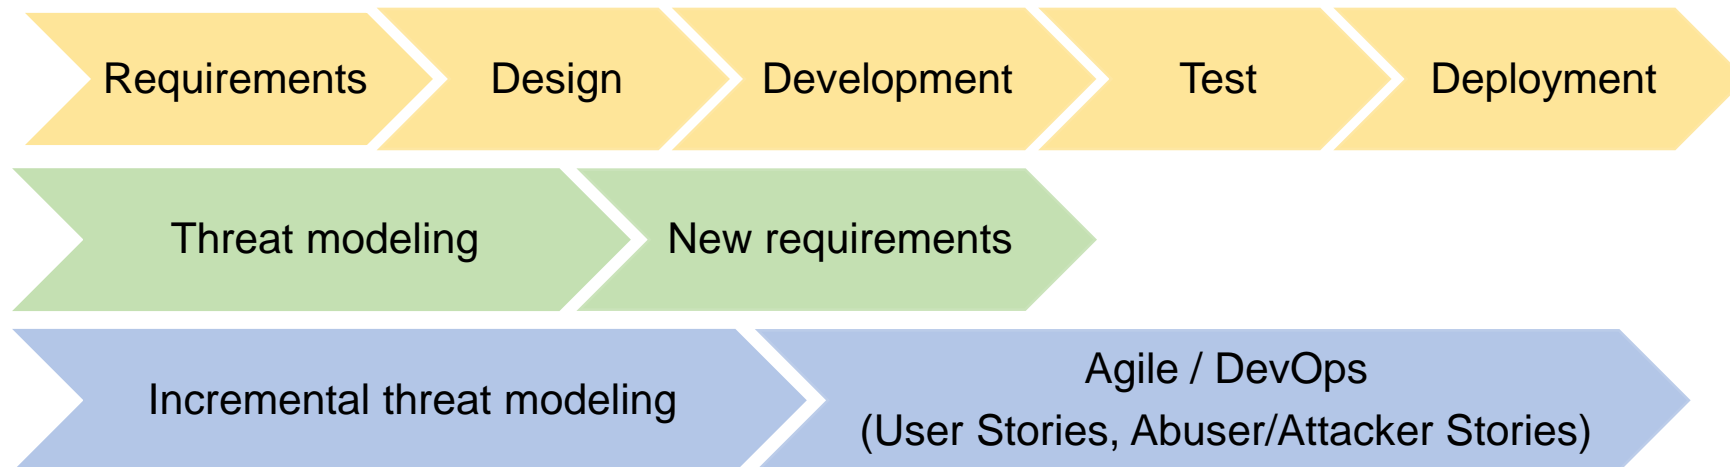 Requirements Design Development Test Deployment
Threat modeling New requirements
Incremental threat modeling
Agile / DevOps
(User Stories, Abuser/Attacker Stories)